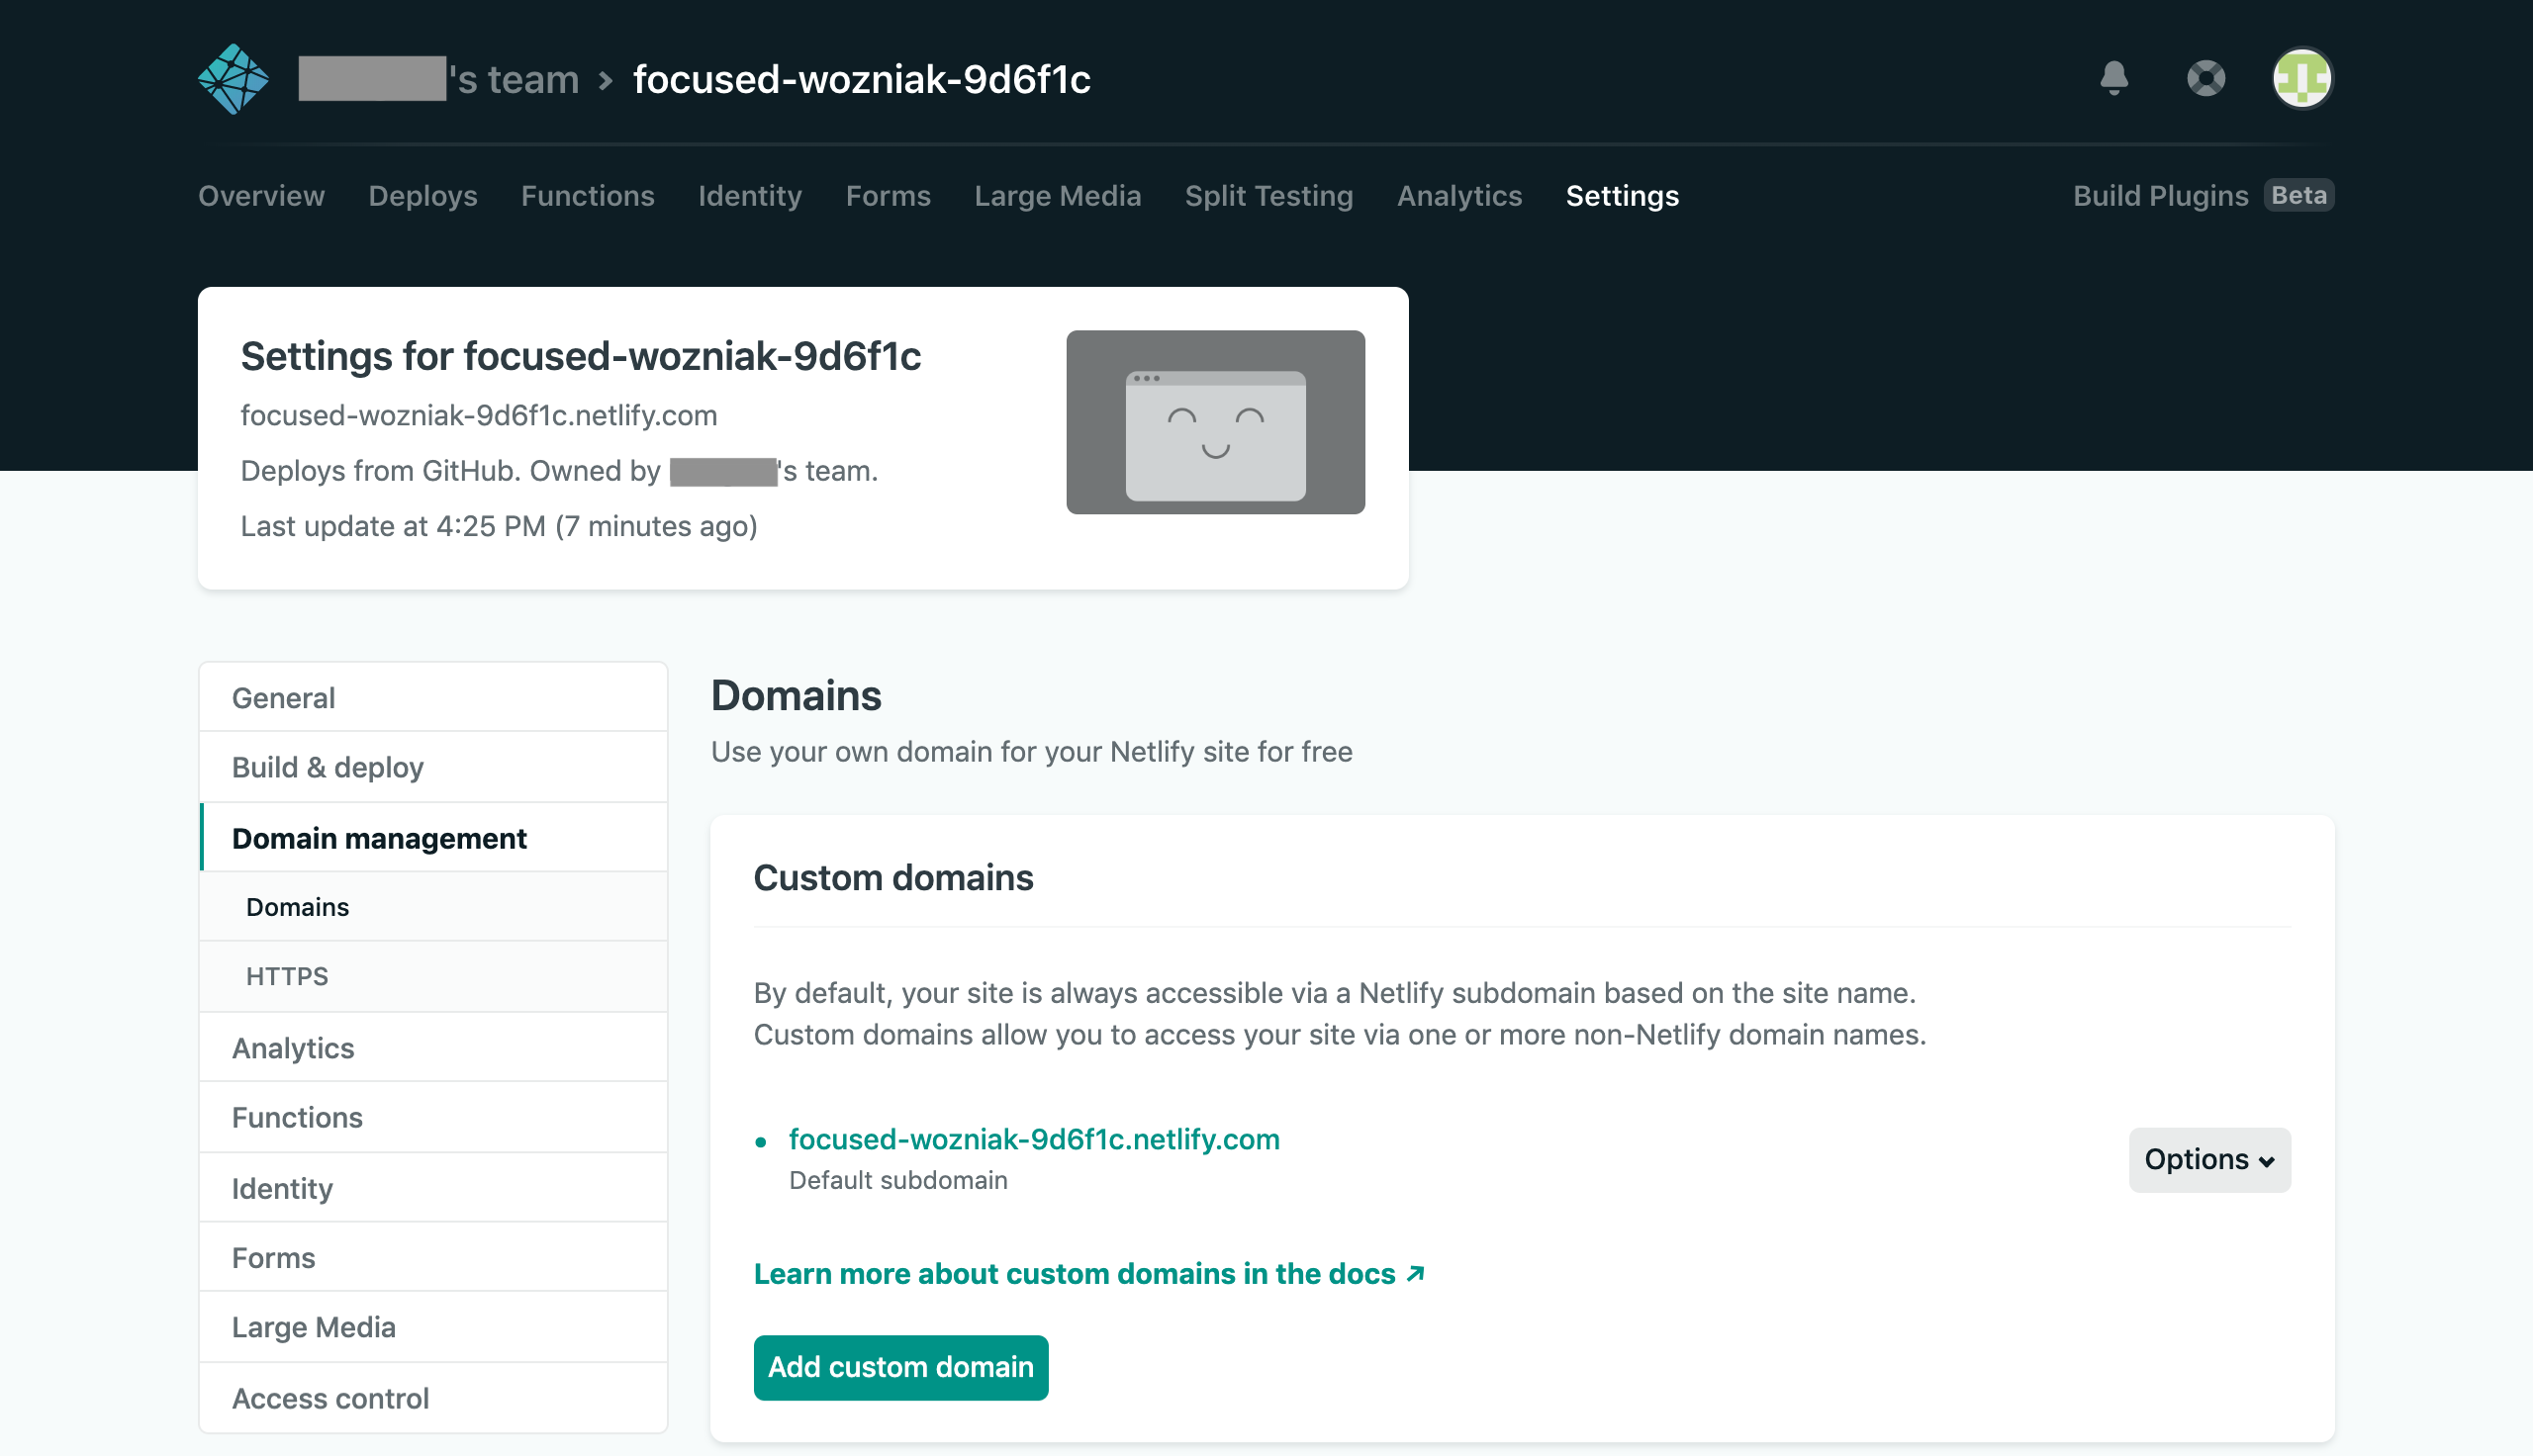 's team > focused-wozniak-9d6f1c
Overview Deploys Functions Identity Forms Large Media Split Testing Analytics Settings Build Plugins Beta
Settings for focused-wozniak-9d6f1c
focused-wozniak-9d6f1c.netlify.com
Deploys from GitHub. Owned by 's team.
Last update at 4:25 PM (7 minutes ago)
General
Build & deploy
Domain management
Domains
HTTPS
Analytics
Functions
Identity
Forms
Large Media
Access control
Domains
Use your own domain for your Netlify site for free
Custom domains
By default, your site is always accessible via a Netlify subdomain based on the site name.
Custom domains allow you to access your site via one or more non-Netlify domain names.
focused-wozniak-9d6f1c.netlify.com
Default subdomain
Options
Learn more about custom domains in the docs ↗
Add custom domain